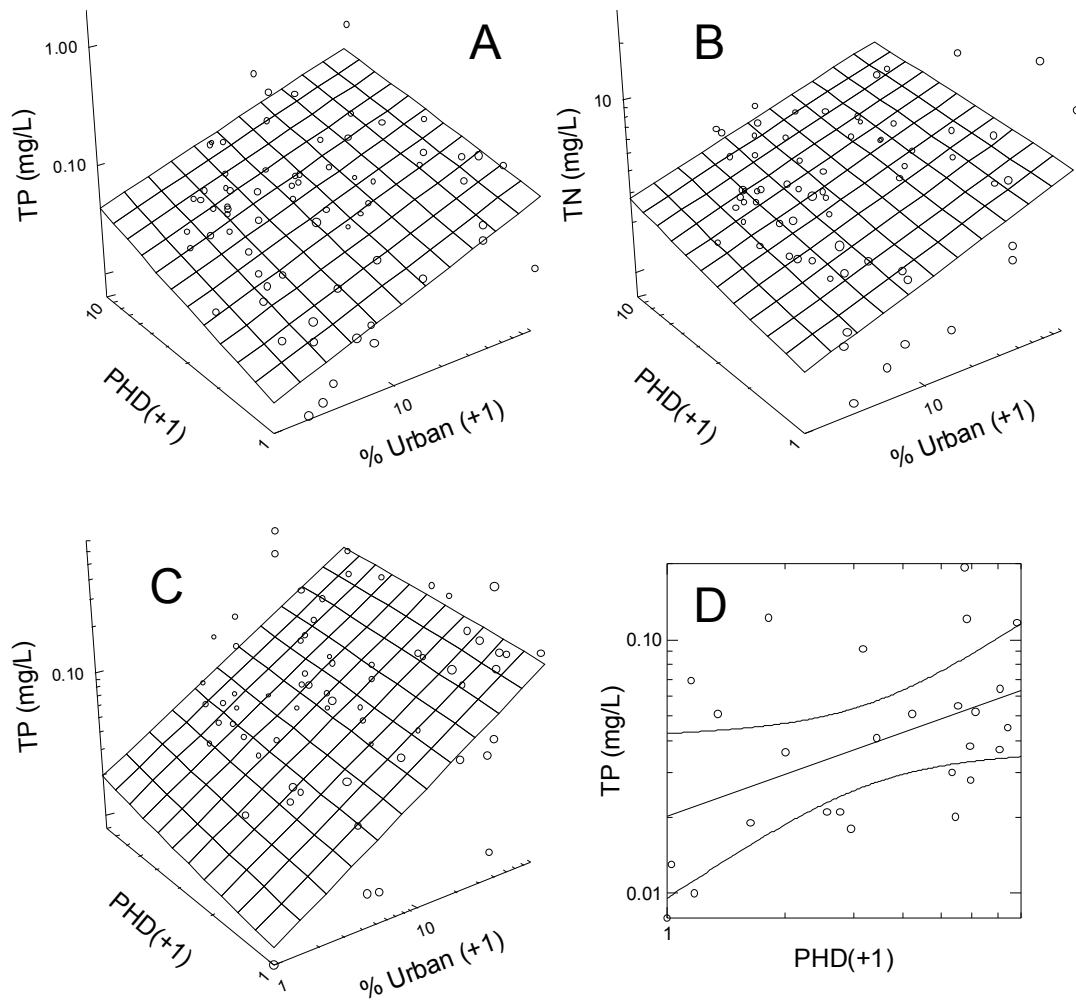 A
1.00
0.10
TP (mg/L)
10
PHD(+1)
1
10
% Urban (+1)
B
10
TN (mg/L)
10
PHD(+1)
1
10
% Urban (+1)
C
0.10
TP (mg/L)
PHD(+1)
1
1
10
% Urban (+1)
D
0.10
0.01
TP (mg/L)
1
PHD(+1)